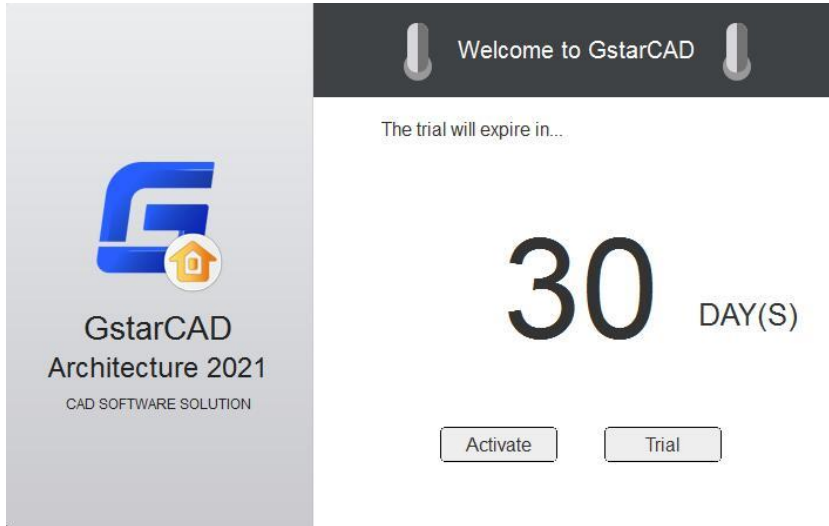 Welcome to GstarCAD
The trial will expire in...
30 DAY(S)
GstarCAD
Architecture 2021
CAD SOFTWARE SOLUTION
Activate
Trial